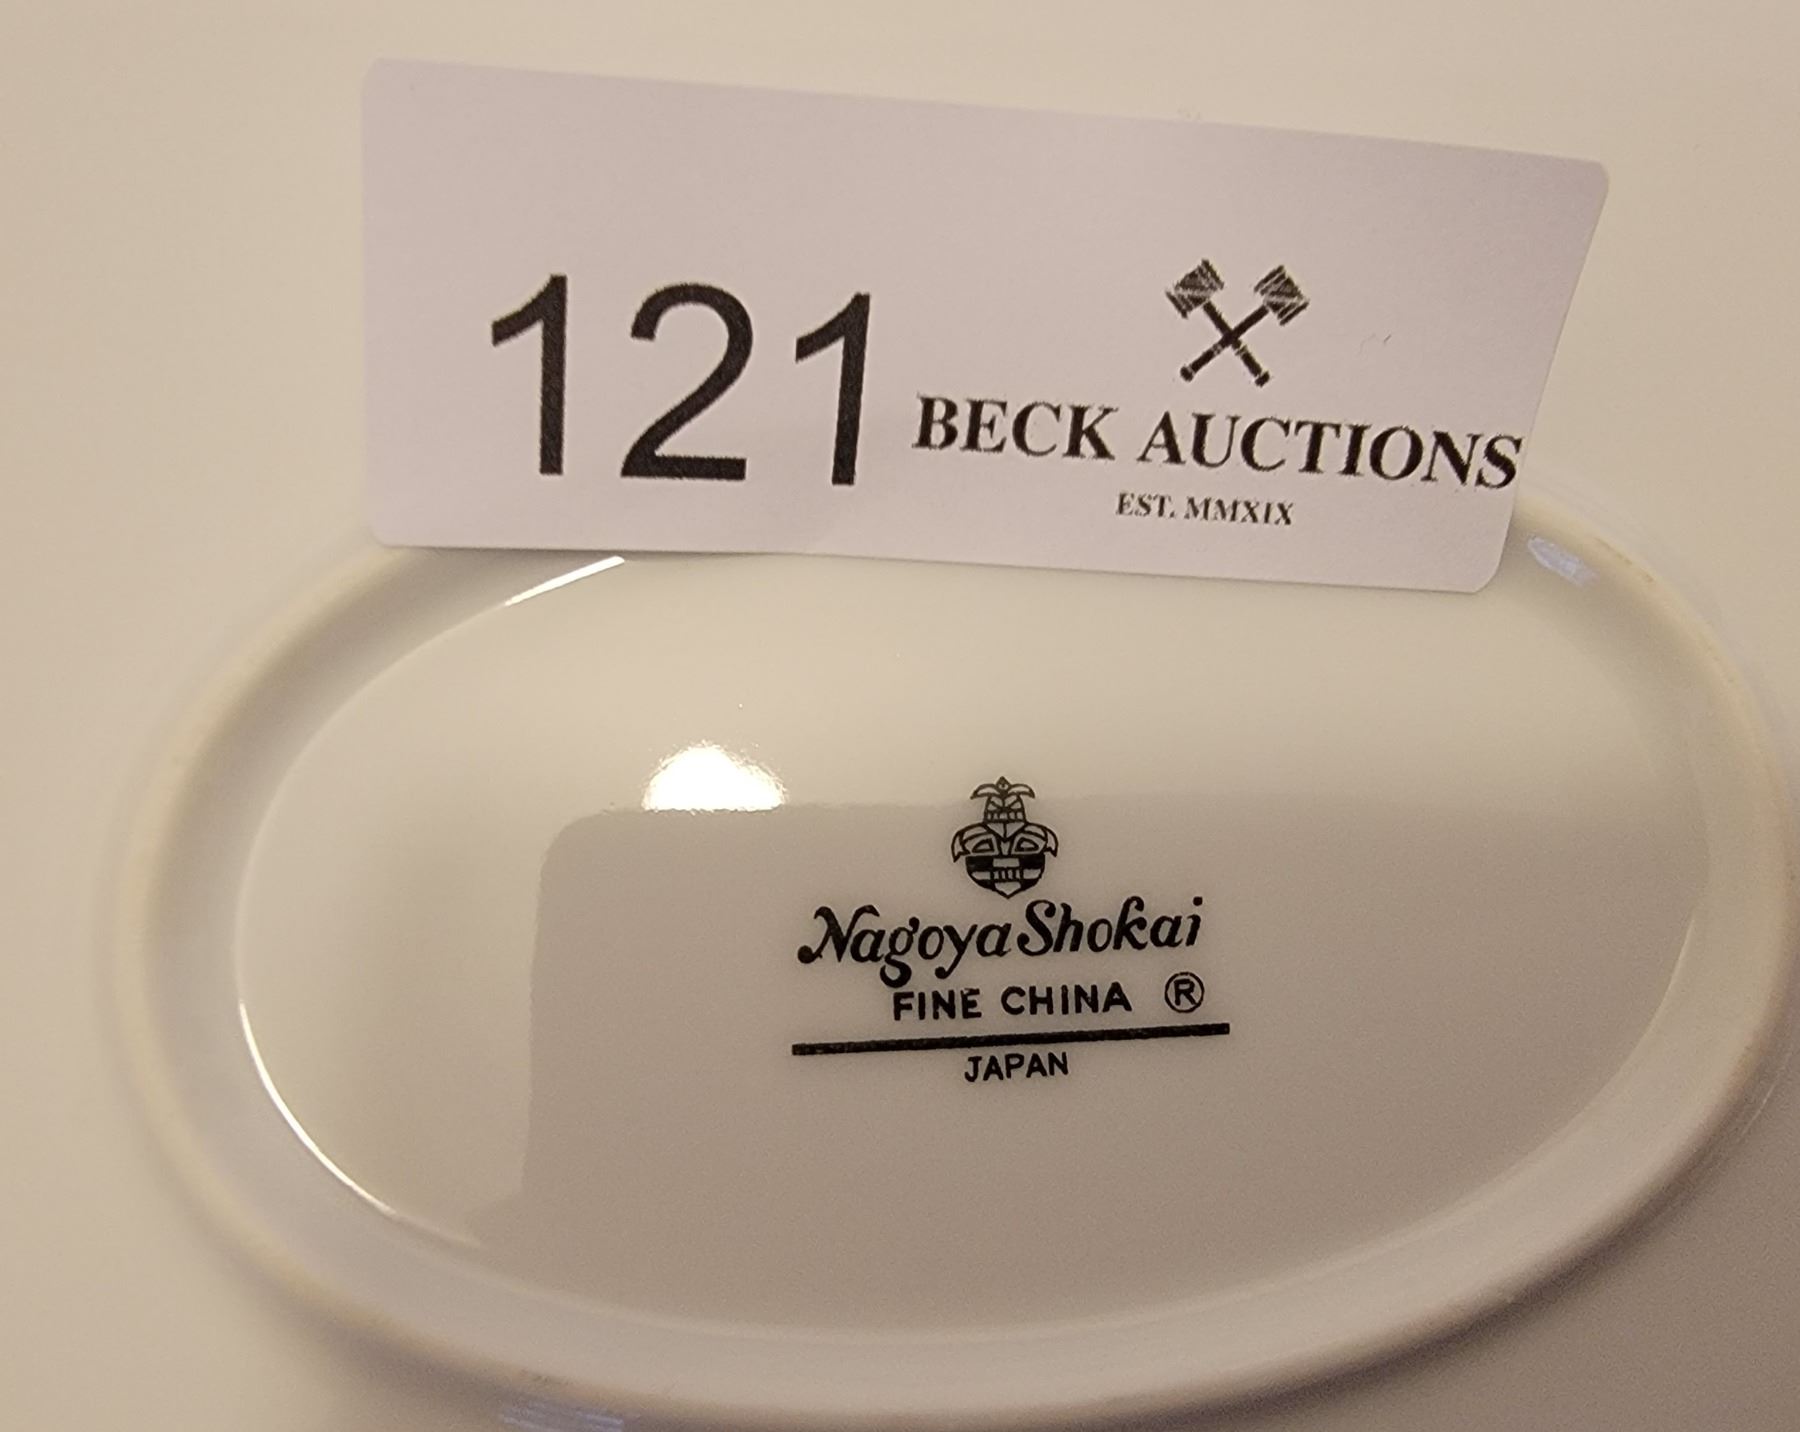 121
BECK AUCTIONS
EST. MMXIX
Nagoya Shokai
FINE CHINA ®
JAPAN